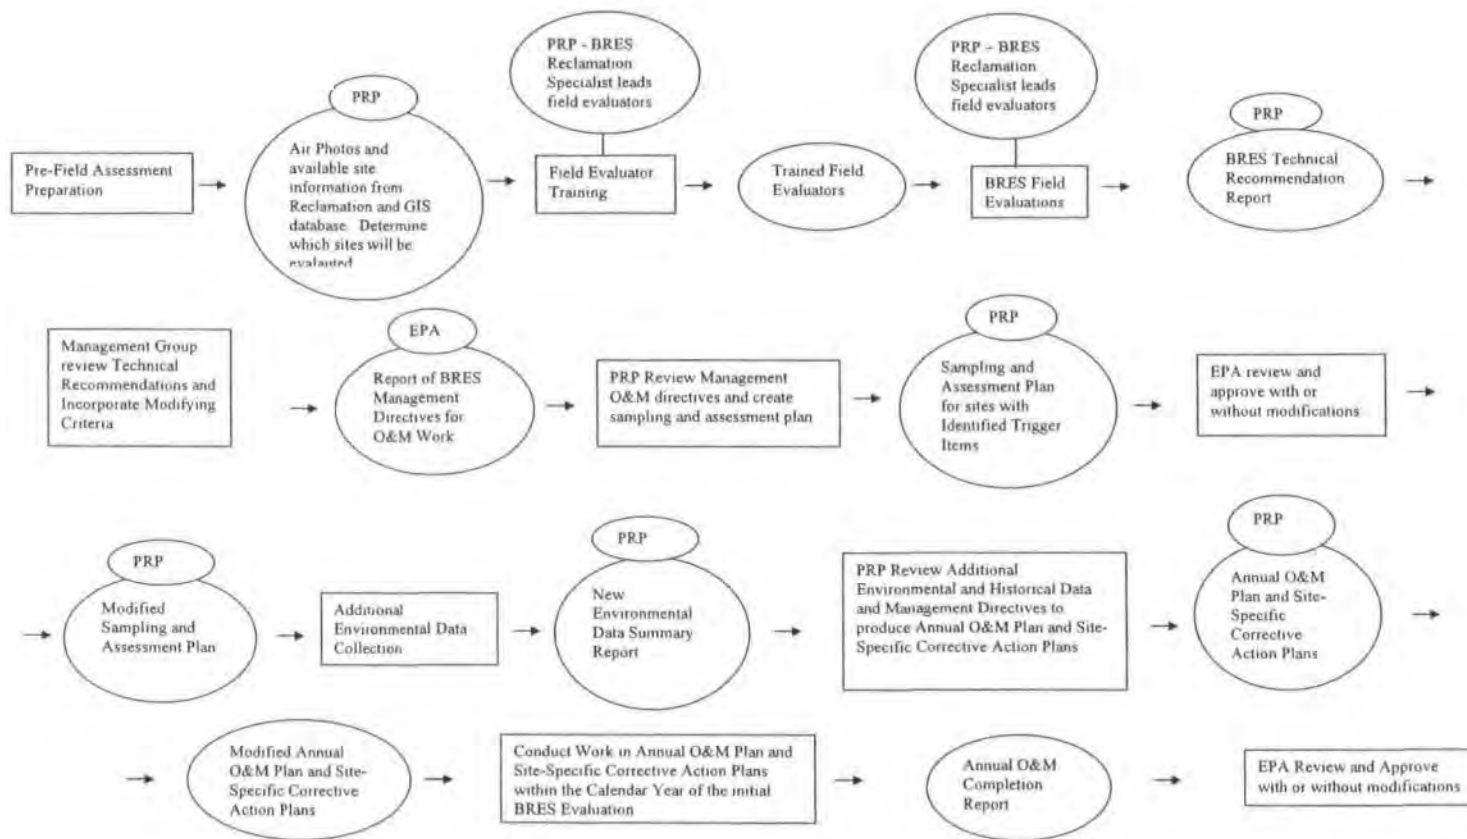 PRP
Pre-Field Assessment
Preparation
Air Photos and
available site
information from
Reclamation and GIS
database. Determine
which sites will be
evalauted
PRP - BRES
Reclamation
Specialist leads
field evaluators
Field Evaluator
Training
Trained Field
Evaluators
PRP – BRES
Reclamation
Specialist leads
field evaluators
BRES Field
Evaluations
PRP
BRES Technical
Recommendation
Report
Management Group
review Technical
Recommendations and
Incorporate Modifying
Criteria
EPA
Report of BRES
Management
Directives for
O&M Work
PRP Review Management
O&M directives and create
sampling and assessment plan
PRP
Sampling and
Assessment Plan
for sites with
Identified Trigger
Items
EPA review and
approve with or
without modifications
PRP
Modified
Sampling and
Assessment Plan
Additional
Environmental Data
Collection
PRP
New
Environmental
Data Summary
Report
PRP Review Additional
Environmental and Historical Data
and Management Directives to
produce Annual O&M Plan and Site-
Specific Corrective Action Plans
PRP
Annual O&M
Plan and Site-
Specific
Corrective
Action Plans
Modified Annual
O&M Plan and Site-
Specific Corrective
Action Plans
Conduct Work in Annual O&M Plan and
Site-Specific Corrective Action Plans
within the Calendar Year of the initial
BRES Evaluation
Annual O&M
Completion
Report
EPA Review and Approve
with or without modifications